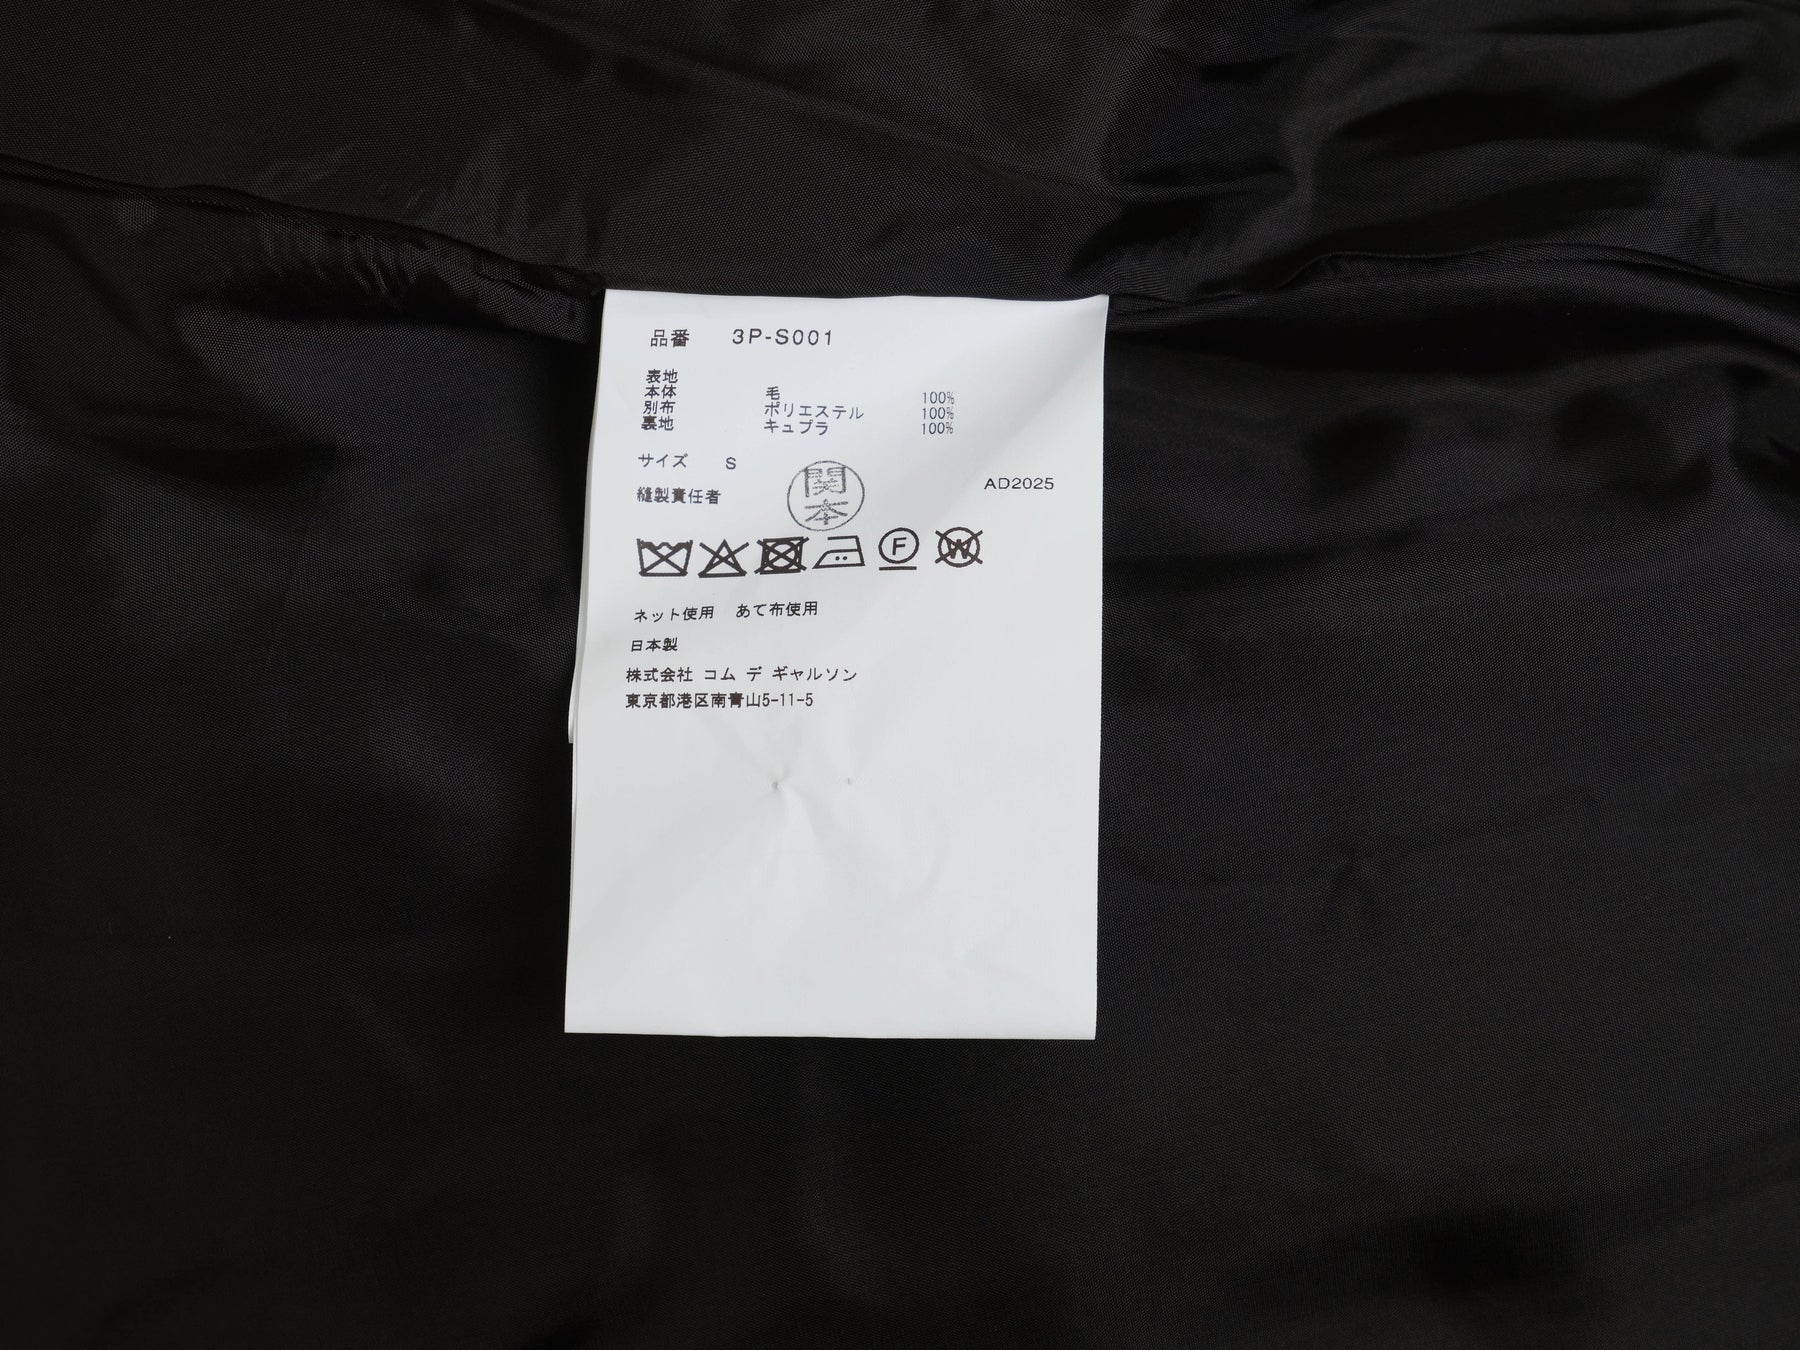 品番 3P-S001
表地
本体 毛 100%
別布 ポリエステル 100%
裏地 キュプラ 100%
サイズ S
縫製責任者 関本 AD2025
F W
ネット使用 あて布使用
日本製
株式会社 コム デ ギャルソン
東京都港区南青山5-11-5